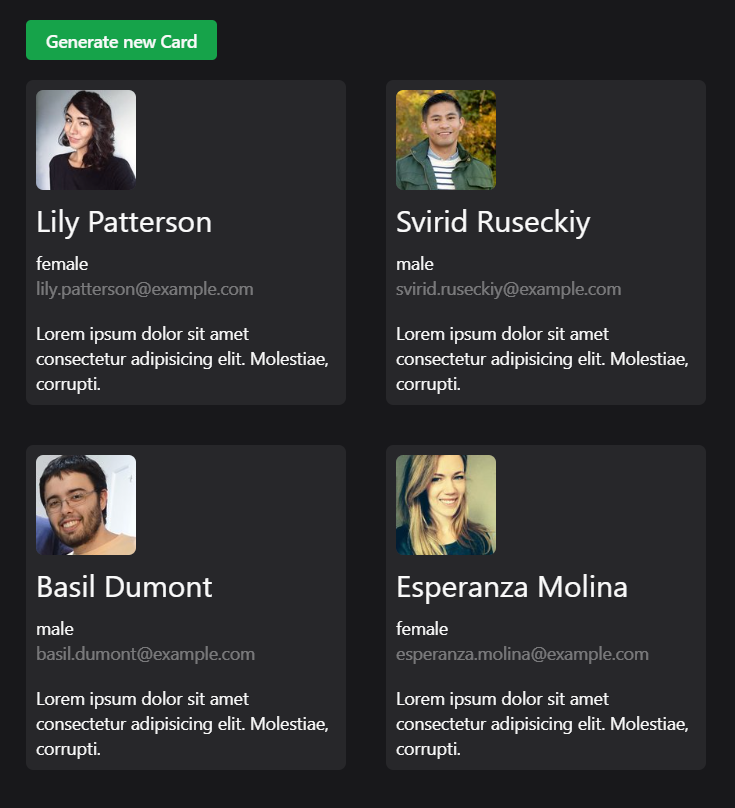 Generate new Card
Lily Patterson
female
lily.patterson@example.com
Lorem ipsum dolor sit amet
consectetur adipisicing elit. Molestiae,
corrupti.
Svirid Ruseckiy
male
svirid.ruseckiy@example.com
Lorem ipsum dolor sit amet
consectetur adipisicing elit. Molestiae,
corrupti.
Basil Dumont
male
basil.dumont@example.com
Lorem ipsum dolor sit amet
consectetur adipisicing elit. Molestiae,
corrupti.
Esperanza Molina
female
esperanza.molina@example.com
Lorem ipsum dolor sit amet
consectetur adipisicing elit. Molestiae,
corrupti.